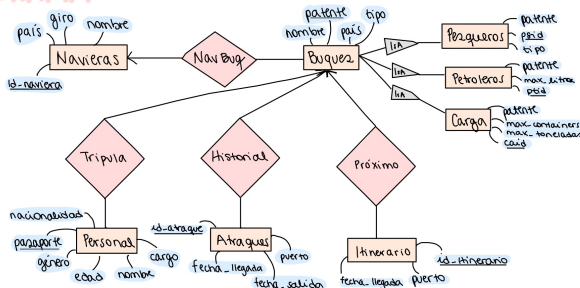 país giro nombre
Navieras
id-naviera
NavBuq
nombre patente país tipo
Buques
ISA
ISA
ISA
Pesqueros
patente
psid
tipo
Petroleros
patente
max_litros
ptid
Carga
patente
max_containers
max_toneladas
caid
Tripula
Historial
Próximo
nacionalidad
pasaporte
género
edad
nombre
cargo
Personal
id-atraque
Atraques
fecha_llegada
fecha_salida
puerto
Itinerario
id_itinerario
fecha_llegada puerto